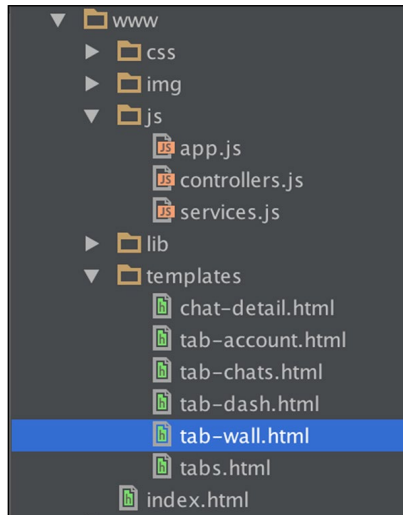 www
css
img
js
app.js
controllers.js
services.js
lib
templates
chat-detail.html
tab-account.html
tab-chats.html
tab-dash.html
tab-wall.html
tabs.html
index.html